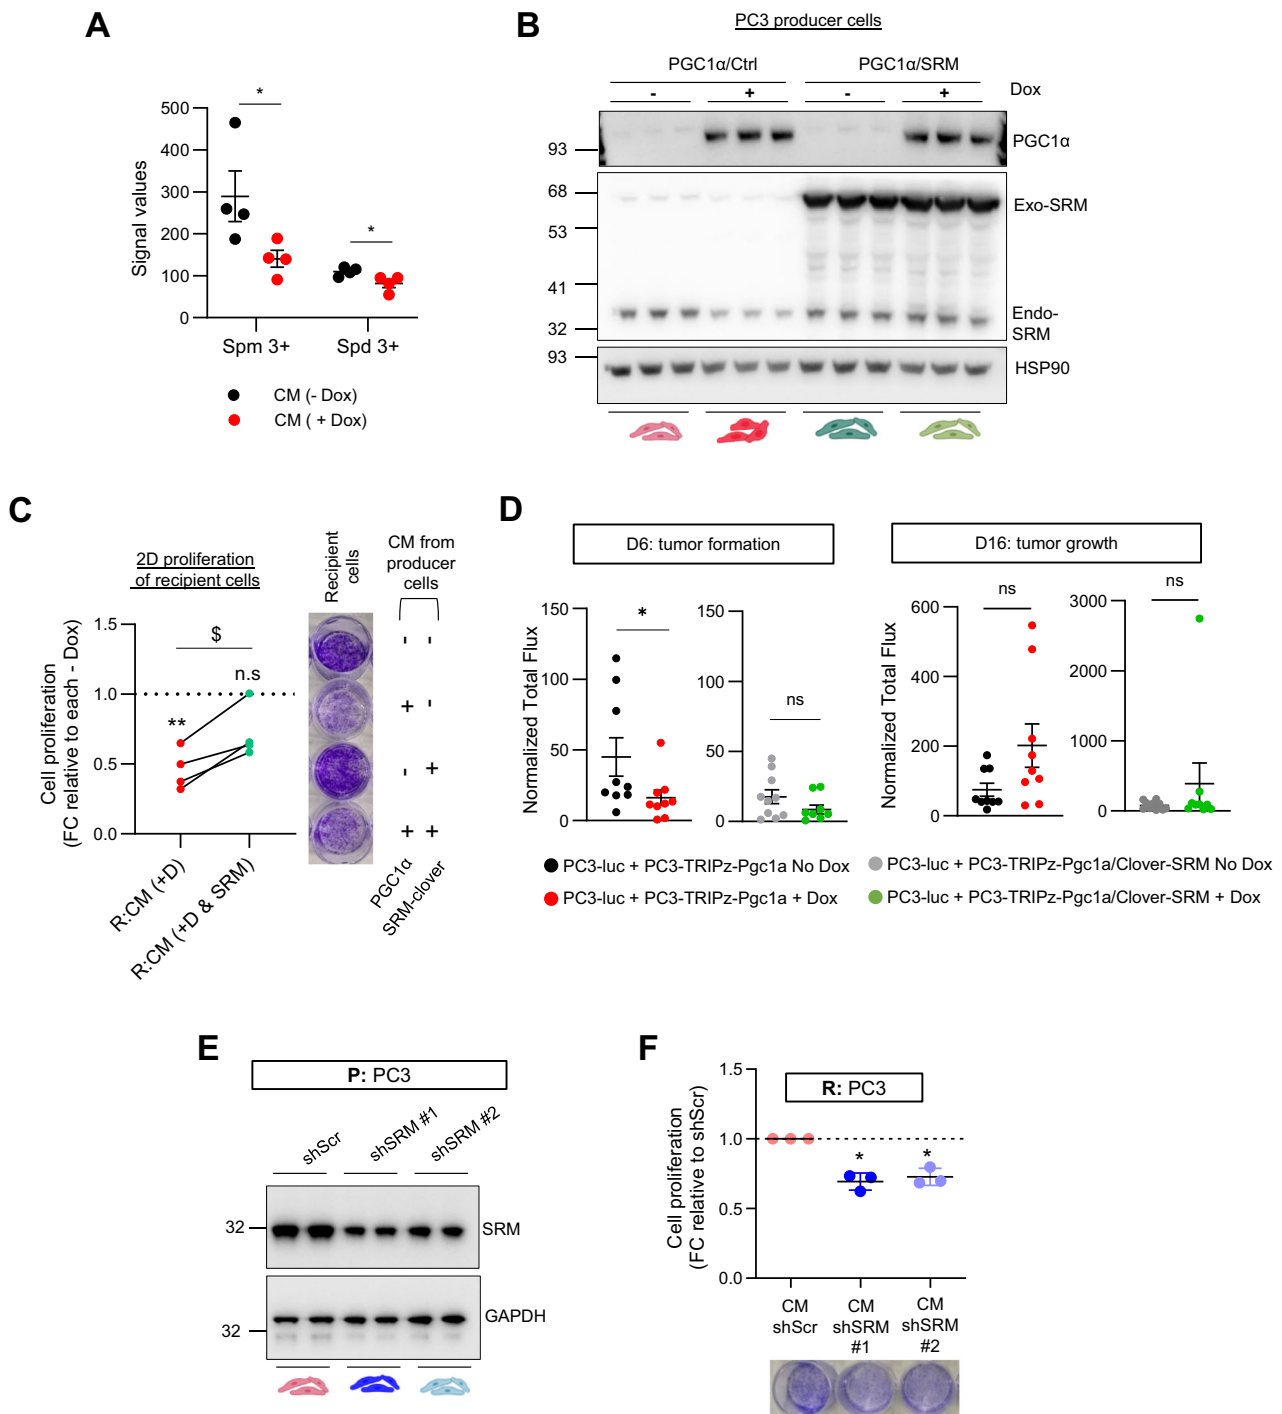 A
500
400
300
200
100
0
Signal values
*
*
Spm 3+
Spd 3+
CM (- Dox)
CM ( + Dox)
B
PC3 producer cells
PGC1α/Ctrl
PGC1α/SRM
-
+
-
+
Dox
93
PGC1α
68
53
41
32
Exo-SRM
Endo-
SRM
93
HSP90
C
2D proliferation
of recipient cells
Cell proliferation
(FC relative to each - Dox)
1.5
1.0
0.5
0.0
$
n.s
**
R:CM (+D)
R:CM (+D & SRM)
Recipient
cells
CM from
producer
cells
- -
+ -
- +
+ +
PGC1α
SRM-clover
D
D6: tumor formation
D16: tumor growth
Normalized Total Flux
150
100
50
0
*
150
100
50
0
ns
Normalized Total Flux
600
400
200
0
ns
3000
2000
1000
0
ns
PC3-luc + PC3-TRIPz-Pgc1a No Dox
PC3-luc + PC3-TRIPz-Pgc1a + Dox
PC3-luc + PC3-TRIPz-Pgc1a/Clover-SRM No Dox
PC3-luc + PC3-TRIPz-Pgc1a/Clover-SRM + Dox
E
P: PC3
shScr
shSRM #1
shSRM #2
32
SRM
GAPDH
32
F
R: PC3
Cell proliferation
(FC relative to shScr)
1.5
1.0
0.5
0.0
*
*
CM
shScr
CM
shSRM
#1
CM
shSRM
#2